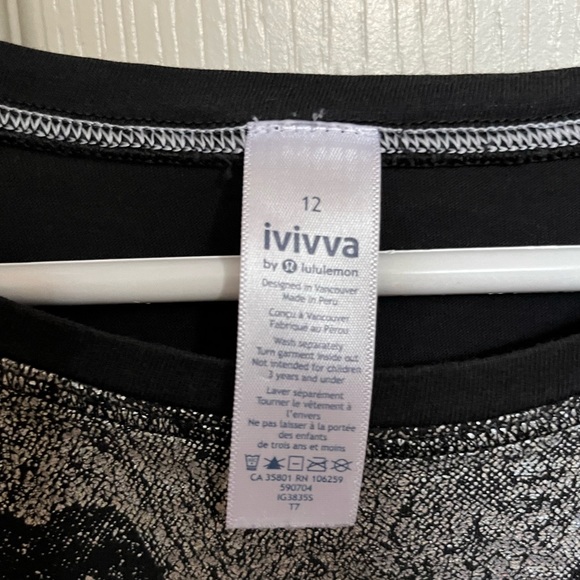 12
ivivva
by lululemon
Designed in Vancouver
Made in Peru
Conçu à Vancouver
Fabriqué au Pérou
Wash separately
Turn garment inside out
Not intended for children
3 years and under
Laver séparément
Tourner le vêtement à
l'envers
Ne pas laisser à la portée
des enfants
de trois ans et moins
CA 35801 RN 106259
590704
IG3835S
T7